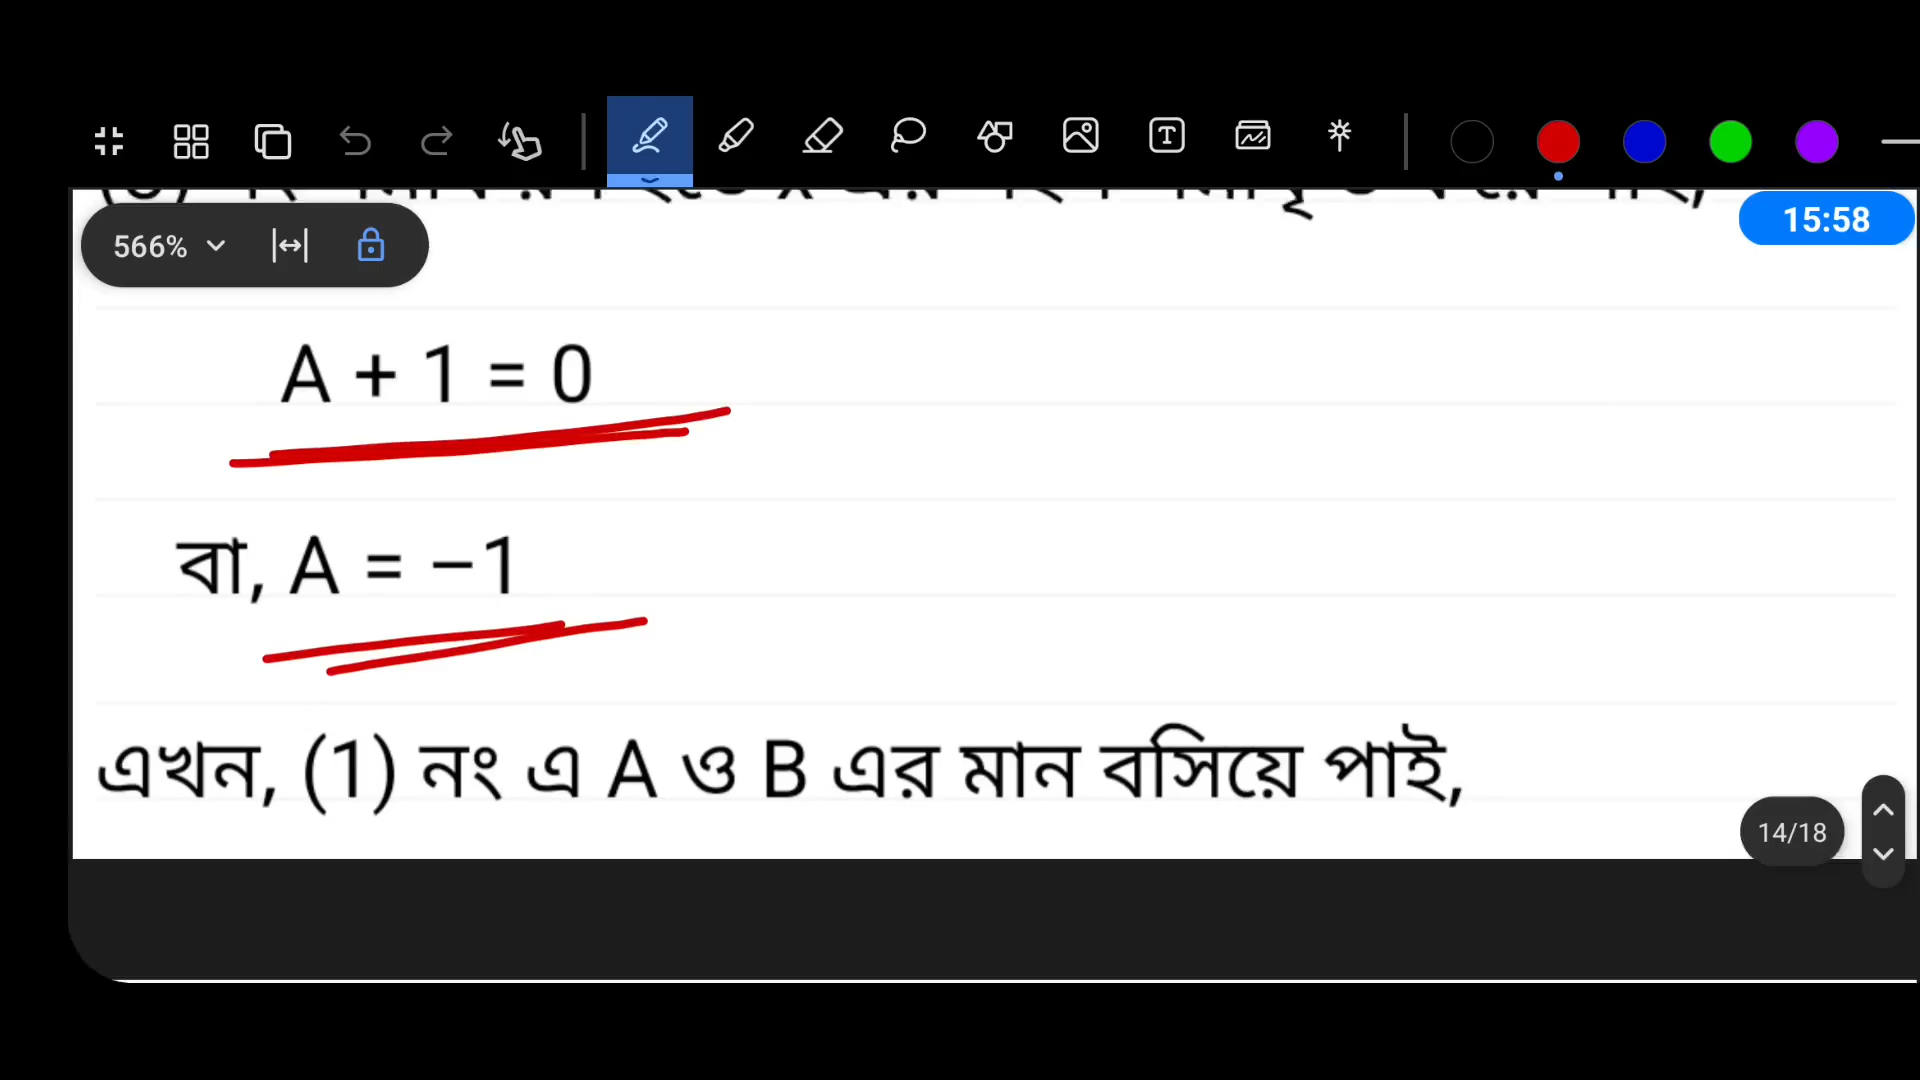 566%
15:58
A + 1 = 0
বা, A = −1
এখন, (1) নং এ A ও B এর মান বসিয়ে পাই,
14/18